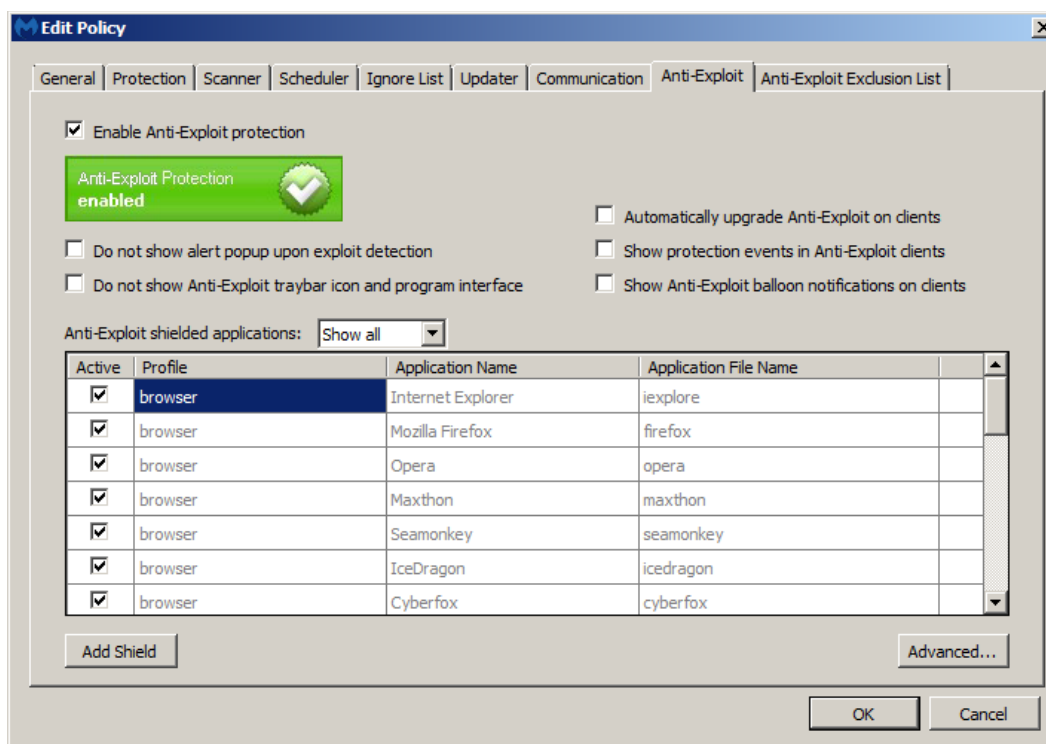 Edit Policy
General Protection Scanner Scheduler Ignore List Updater Communication Anti-Exploit Anti-Exploit Exclusion List
Enable Anti-Exploit protection
Anti-Exploit Protection
enabled
Automatically upgrade Anti-Exploit on clients
Do not show alert popup upon exploit detection Show protection events in Anti-Exploit clients
Do not show Anti-Exploit traybar icon and program interface Show Anti-Exploit balloon notifications on clients
Anti-Exploit shielded applications: Show all
Active Profile Application Name Application File Name
browser Internet Explorer iexplore
browser Mozilla Firefox firefox
browser Opera opera
browser Maxthon maxthon
browser Seamonkey seamonkey
browser IceDragon icedragon
browser Cyberfox cyberfox
Add Shield Advanced...
OK Cancel